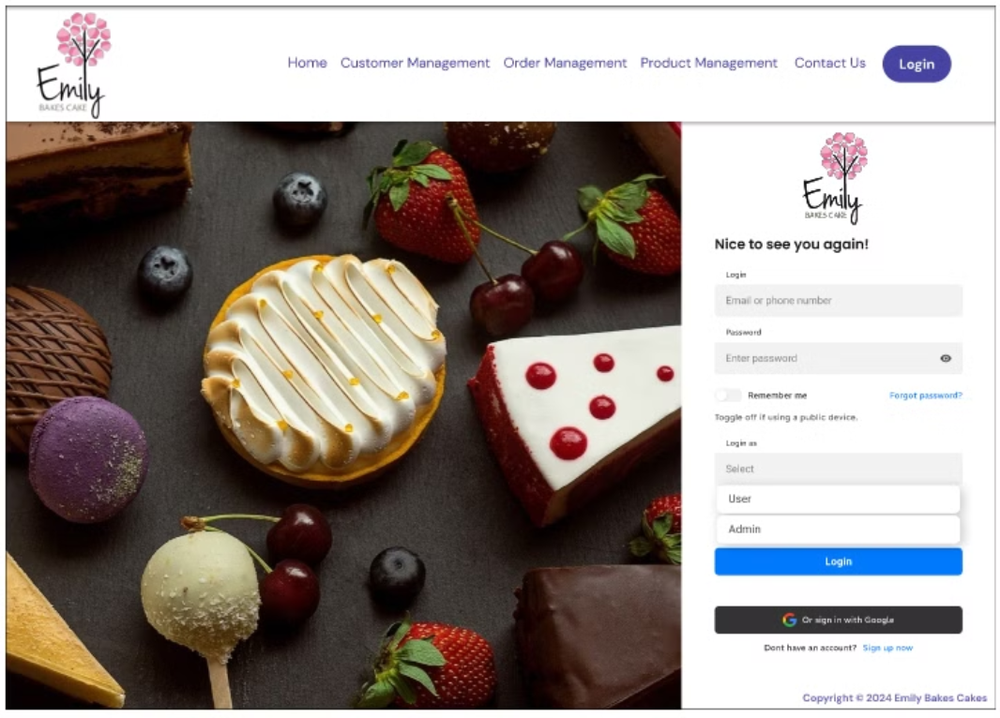 Emily
BAKES CAKE
Home Customer Management Order Management Product Management Contact Us Login
Emily
BAKES CAKE
Nice to see you again!
Login
Email or phone number
Password
Enter password
Remember me Forgot password?
Toggle off if using a public device.
Login as
Select
User
Admin
Login
Or sign in with Google
Dont have an account? Sign up now
Copyright © 2024 Emily Bakes Cakes